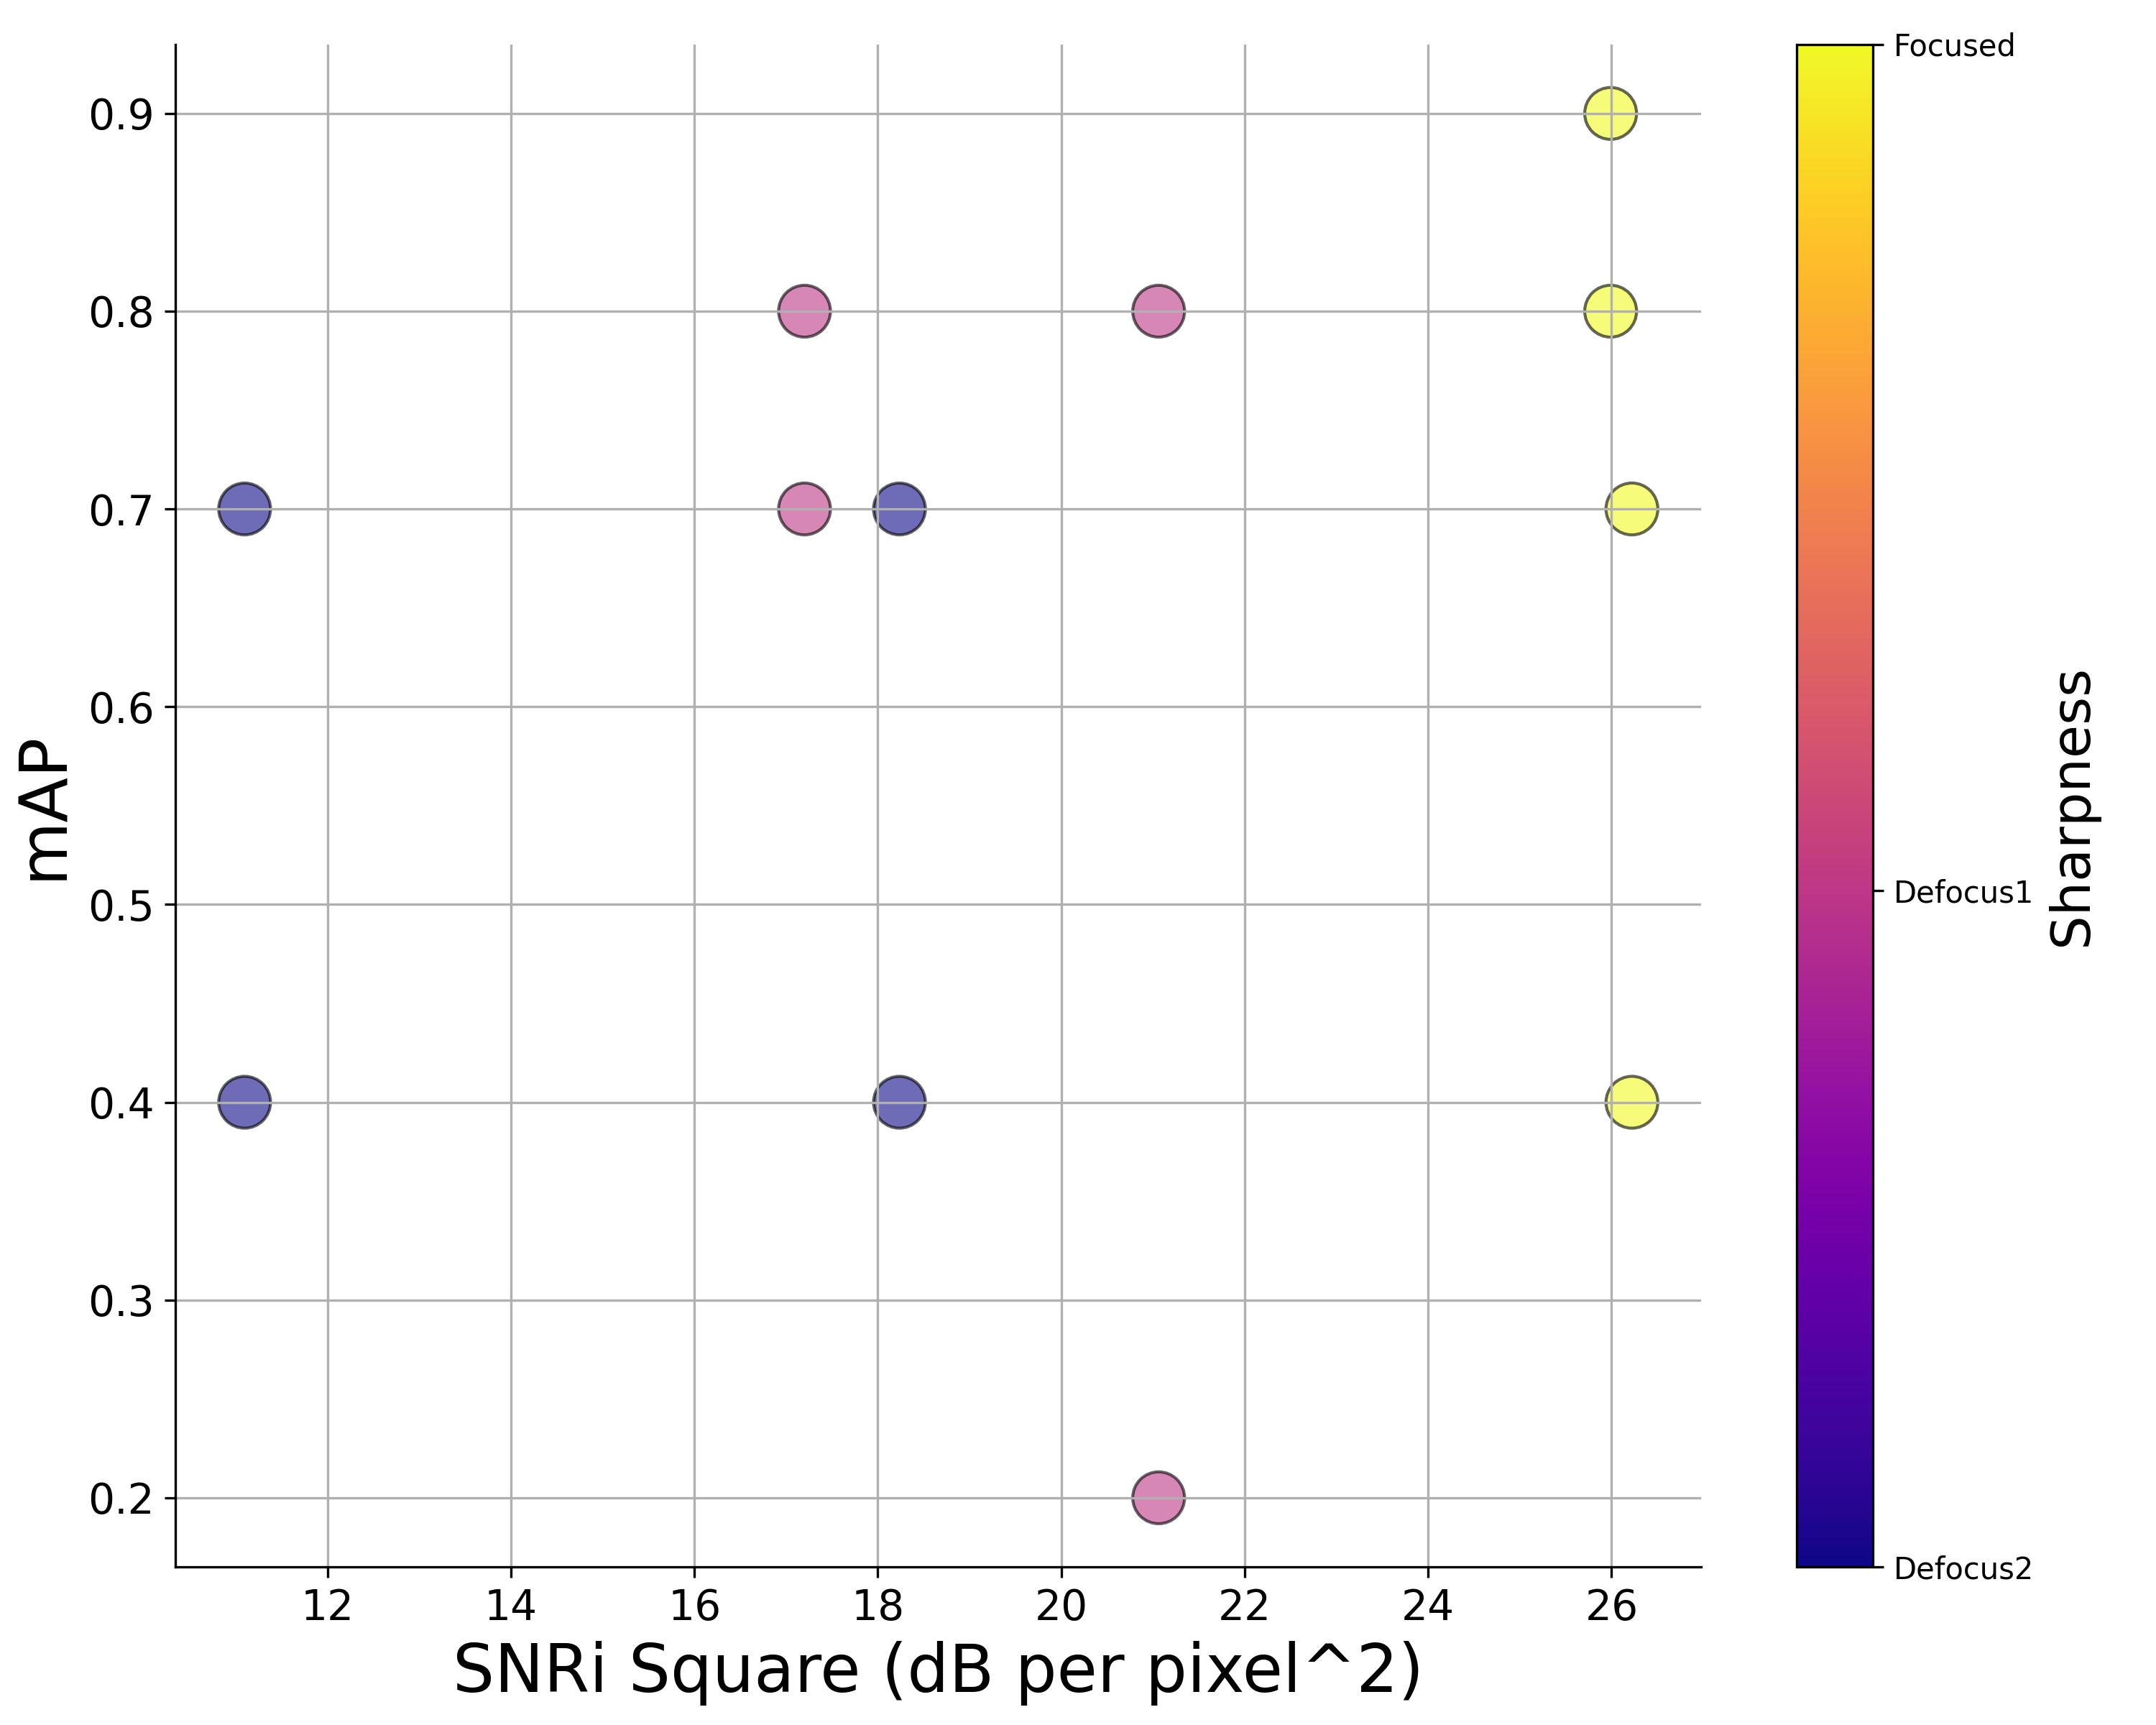 mAP
0.9
0.8
0.7
0.6
0.5
0.4
0.3
0.2
12 14 16 18 20 22 24 26
SNRi Square (dB per pixel^2)
Focused
Defocus1
Defocus2
Sharpness